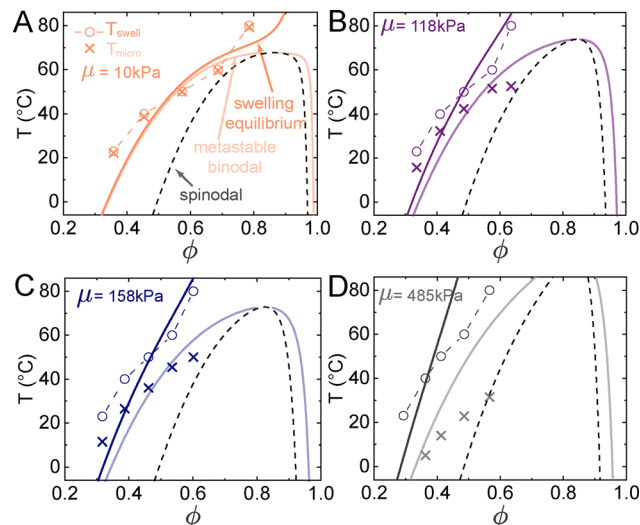 A
T swell
T micro
μ = 10kPa
swelling
equilibrium
metastable
binodal
spinodal
T (°C)
80
60
40
20
0
0.2 0.4 0.6 0.8 1.0
ϕ
B
μ= 118kPa
T (°C)
80
60
40
20
0
0.2 0.4 0.6 0.8 1.0
ϕ
C
μ= 158kPa
T (°C)
80
60
40
20
0
0.2 0.4 0.6 0.8 1.0
ϕ
D
μ= 485kPa
T (°C)
80
60
40
20
0
0.2 0.4 0.6 0.8 1.0
ϕ